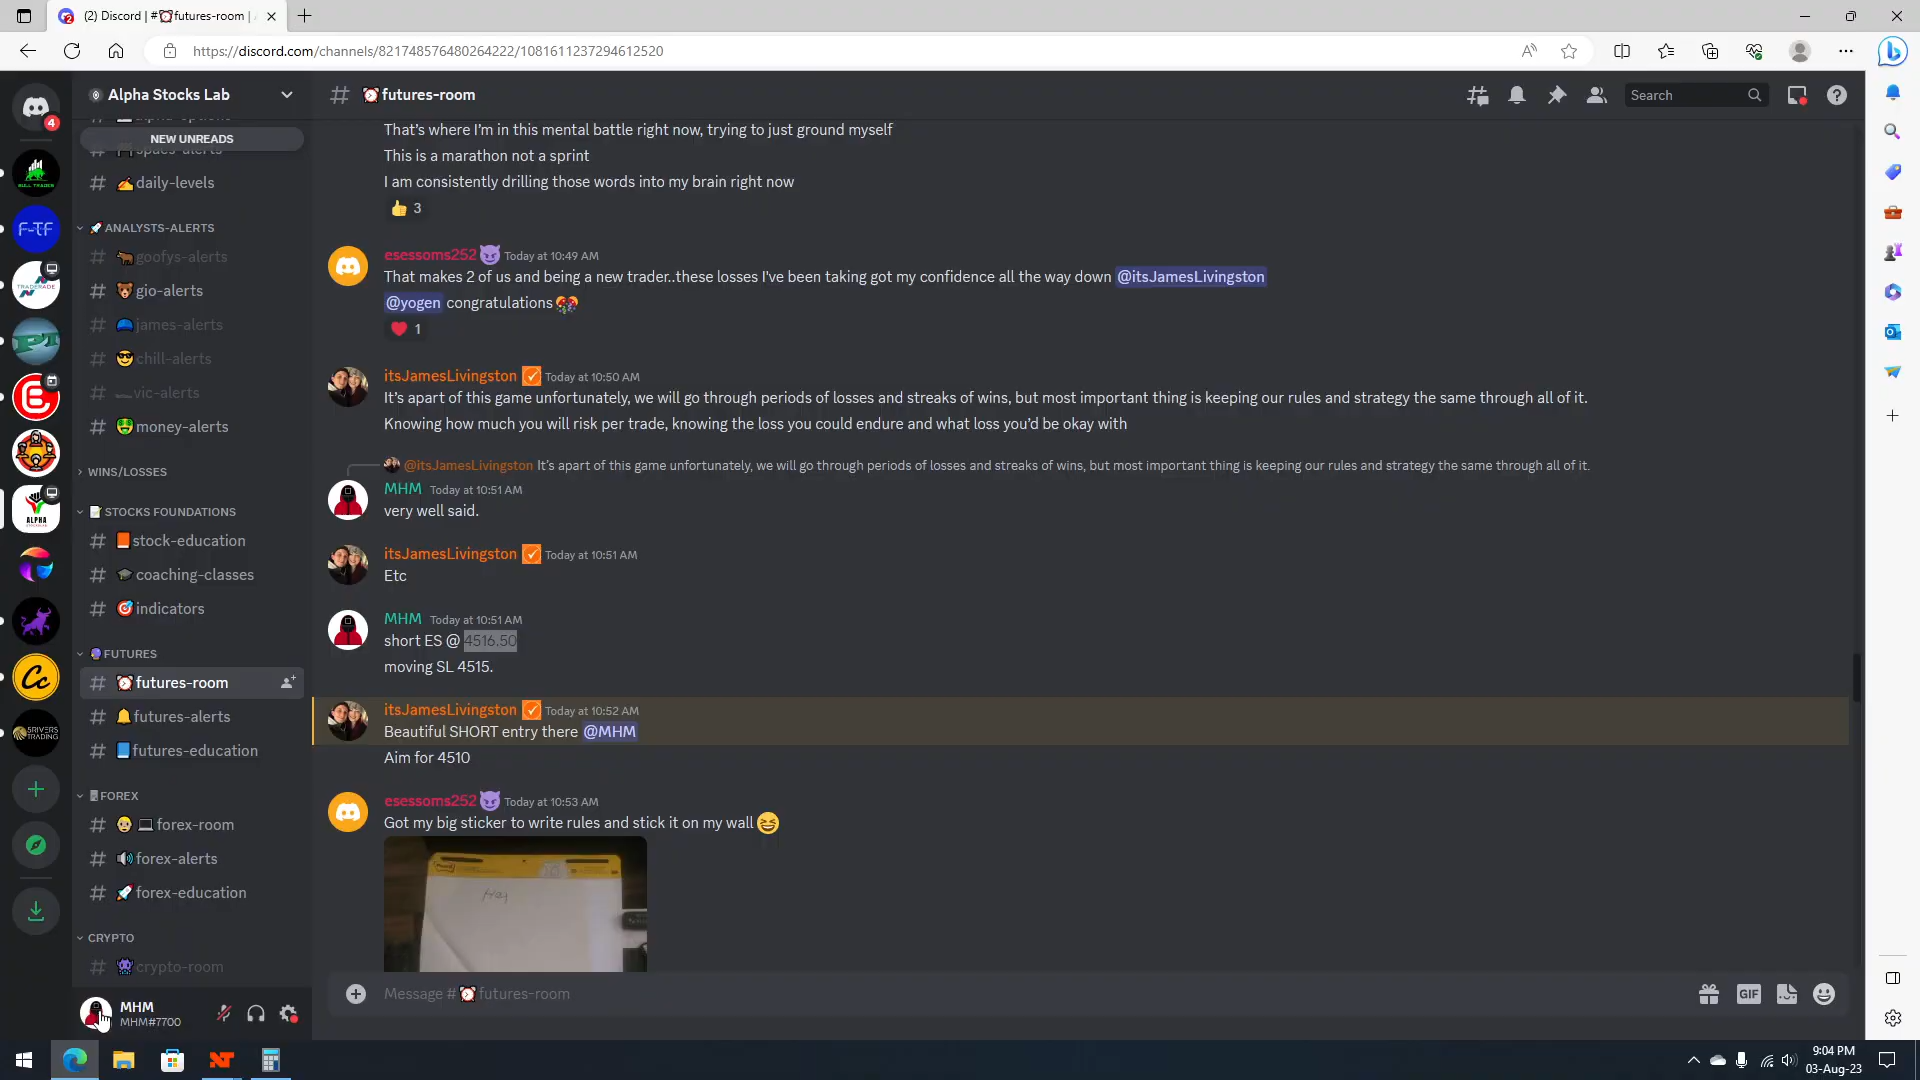 (2) Discord | #⏰futures-room |
https://discord.com/channels/821748576480264222/1081611237294612520
Alpha Stocks Lab
⏰futures-room
Search
NEW UNREADS
daily-levels
ANALYSTS-ALERTS
goofys-alerts
gio-alerts
james-alerts
chill-alerts
vic-alerts
money-alerts
WINS/LOSSES
STOCKS FOUNDATIONS
stock-education
coaching-classes
indicators
FUTURES
futures-room
futures-alerts
futures-education
FOREX
forex-room
forex-alerts
forex-education
CRYPTO
crypto-room
MHM
MHM#7700
4
BULL TRADER
F-TF
TRADERADE
PT
ALPHA
Cc
5RIVERS
TRADING
That's where I'm in this mental battle right now, trying to just ground myself
This is a marathon not a sprint
I am consistently drilling those words into my brain right now
👍 3
esessoms252 😈 Today at 10:49 AM
That makes 2 of us and being a new trader..these losses I've been taking got my confidence all the way down @itsJamesLivingston
@yogen congratulations 🎊
❤️ 1
itsJamesLivingston Today at 10:50 AM
It's apart of this game unfortunately, we will go through periods of losses and streaks of wins, but most important thing is keeping our rules and strategy the same through all of it.
Knowing how much you will risk per trade, knowing the loss you could endure and what loss you'd be okay with
@itsJamesLivingston It's apart of this game unfortunately, we will go through periods of losses and streaks of wins, but most important thing is keeping our rules and strategy the same through all of it.
MHM Today at 10:51 AM
very well said.
itsJamesLivingston Today at 10:51 AM
Etc
MHM Today at 10:51 AM
short ES @ 4516.50
moving SL 4515.
itsJamesLivingston Today at 10:52 AM
Beautiful SHORT entry there @MHM
Aim for 4510
esessoms252 😈 Today at 10:53 AM
Got my big sticker to write rules and stick it on my wall 😆
Hey
Message #⏰futures-room
GIF
9:04 PM
03-Aug-23